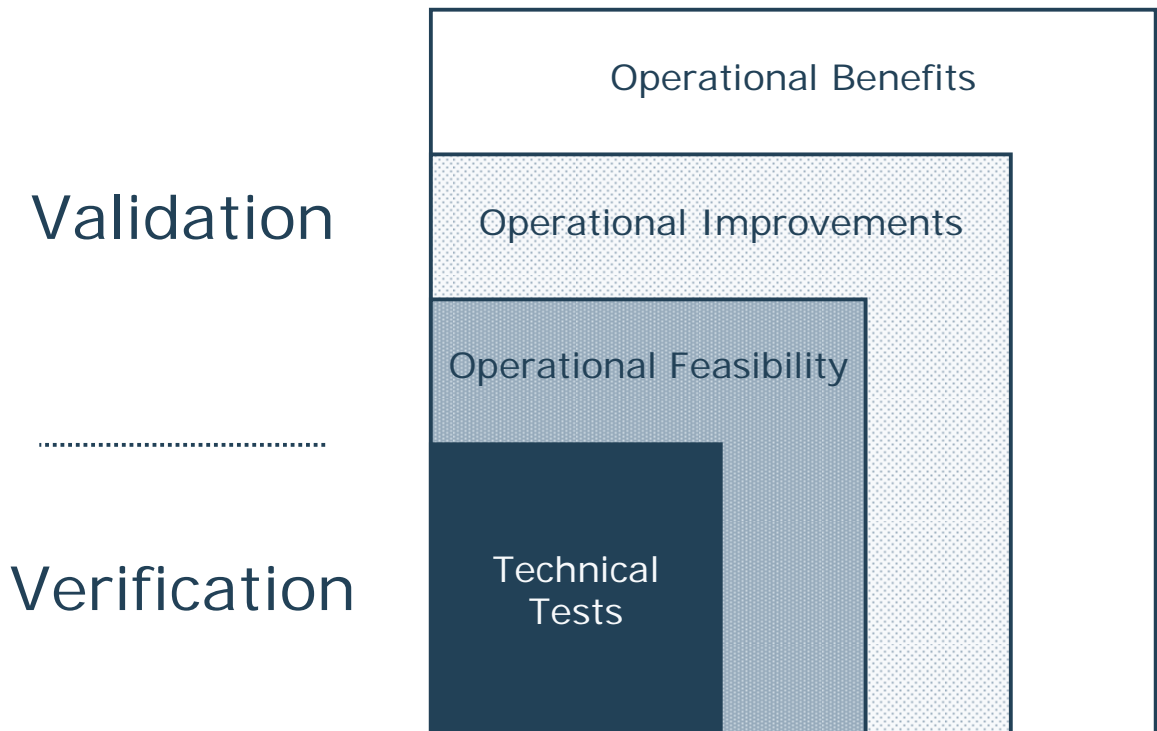 Operational Benefits
Validation
Operational Improvements
Operational Feasibility
Verification
Technical
Tests